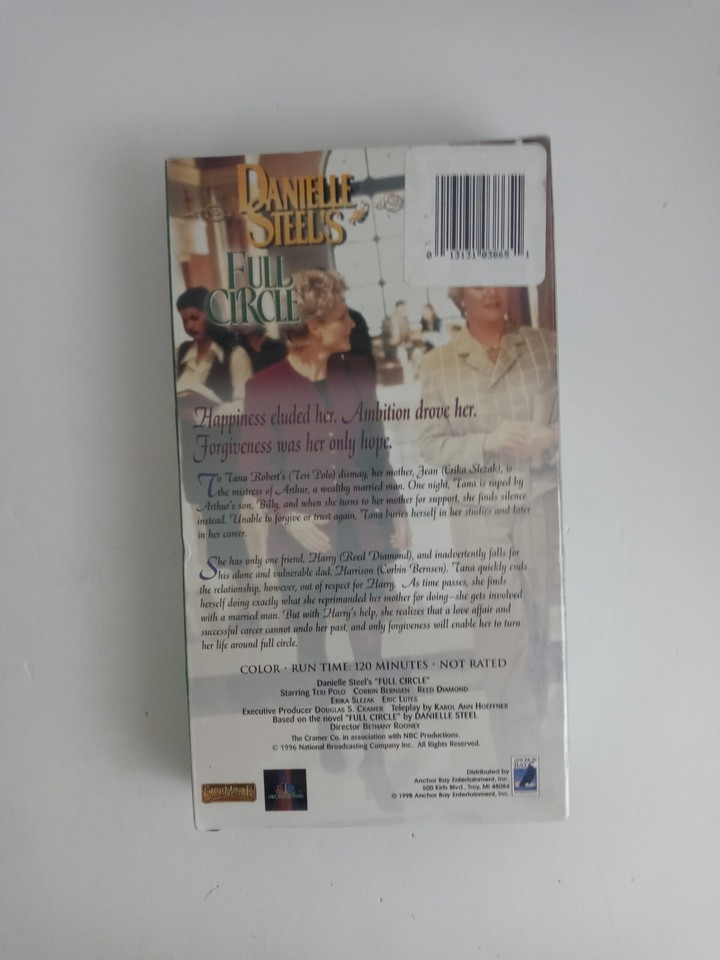 DANIELLE
STEEL'S
FULL
CIRCLE
0 13131 03865 1
Happiness eluded her. Ambition drove her.
Forgiveness was her only hope.
To Tana Robert's (Teri Polo) dismay, her mother, Jean (Erika Slezak), is
the mistress of Arthur, a wealthy married man. One night, Tana is raped by
Arthur's son, Billy, and when she turns to her mother for support, she finds silence
instead. Unable to forgive or trust again, Tana buries herself in her studies and later
in her career.
She has only one friend, Harry (Reed Diamond), and inadvertently falls for
his alone and vulnerable dad, Harrison (Corbin Bernsen). Tana quickly ends
the relationship, however, out of respect for Harry. As time passes, she finds
herself doing exactly what she reprimanded her mother for doing—she gets involved
with a married man. But with Harry's help, she realizes that a love affair and
successful career cannot undo her past, and only forgiveness will enable her to turn
her life around full circle.
COLOR · RUN TIME: 120 MINUTES · NOT RATED
Danielle Steel's "FULL CIRCLE"
Starring TERI POLO CORBIN BERNSEN REED DIAMOND
ERIKA SLEZAK ERIC LUTES
Executive Producer DOUGLAS S. CRAMER Teleplay by KAROL ANN HOEFFNER
Based on the novel "FULL CIRCLE" by DANIELLE STEEL
Director BETHANY ROONEY
The Cramer Co. in association with NBC Productions.
© 1996 National Broadcasting Company Inc. All Rights Reserved.
ANCHOR
BAY
Distributed by
Anchor Bay Entertainment, Inc.
500 Kirts Blvd., Troy, MI 48084
© 1998 Anchor Bay Entertainment, Inc.